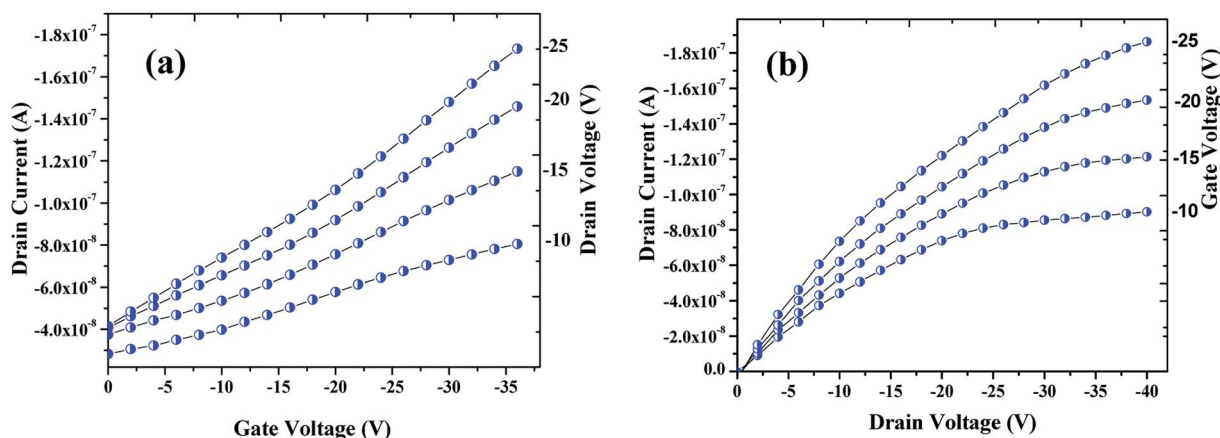 (a)
Drain Current (A)
-1.8x10-7
-1.6x10-7
-1.4x10-7
-1.2x10-7
-1.0x10-7
-8.0x10-8
-6.0x10-8
-4.0x10-8
0 -5 -10 -15 -20 -25 -30 -35
Gate Voltage (V)
-25
-20
-15
-10
Drain Voltage (V)
(b)
Drain Current (A)
-1.8x10-7
-1.6x10-7
-1.4x10-7
-1.2x10-7
-1.0x10-7
-8.0x10-8
-6.0x10-8
-4.0x10-8
-2.0x10-8
0.0
0 -5 -10 -15 -20 -25 -30 -35 -40
Drain Voltage (V)
-25
-20
-15
-10
Gate Voltage (V)